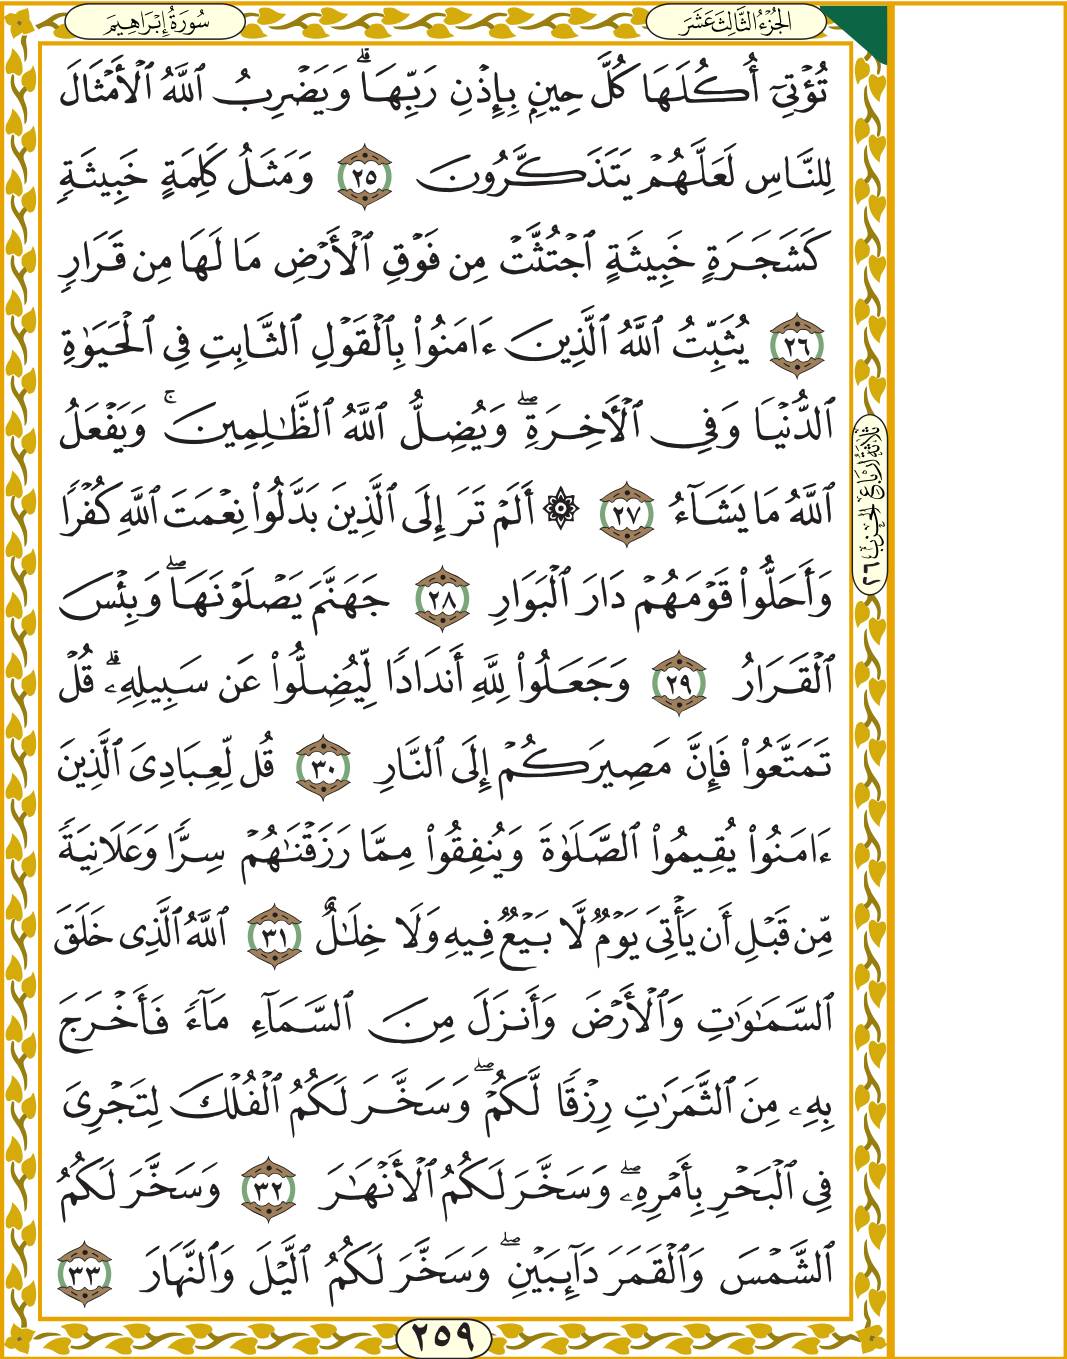 سُورَةُ إِبْرَاهِيم
الجُزْءُ الثَّالِثَ عَشَرَ
تُؤۡتِيٓ أُكُلَهَا كُلَّ حِينِۭ بِإِذۡنِ رَبِّهَاۗ وَيَضۡرِبُ ٱللَّهُ ٱلۡأَمۡثَالَ
لِلنَّاسِ لَعَلَّهُمۡ يَتَذَكَّرُونَ ٢٥ وَمَثَلُ كَلِمَةٍ خَبِيثَةٖ
كَشَجَرَةٍ خَبِيثَةٍ ٱجۡتُثَّتۡ مِن فَوۡقِ ٱلۡأَرۡضِ مَا لَهَا مِن قَرَارٖ
٢٦ يُثَبِّتُ ٱللَّهُ ٱلَّذِينَ ءَامَنُواْ بِٱلۡقَوۡلِ ٱلثَّابِتِ فِي ٱلۡحَيَوٰةِ
ٱلدُّنۡيَا وَفِي ٱلۡأٓخِرَةِۖ وَيُضِلُّ ٱللَّهُ ٱلظَّٰلِمِينَۚ وَيَفۡعَلُ
ٱللَّهُ مَا يَشَآءُ ٢٧ ۞ أَلَمۡ تَرَ إِلَى ٱلَّذِينَ بَدَّلُواْ نِعۡمَتَ ٱللَّهِ كُفۡرٗا
وَأَحَلُّواْ قَوۡمَهُمۡ دَارَ ٱلۡبَوَارِ ٢٨ جَهَنَّمَ يَصۡلَوۡنَهَاۖ وَبِئۡسَ
ٱلۡقَرَارُ ٢٩ وَجَعَلُواْ لِلَّهِ أَندَادٗا لِّيُضِلُّواْ عَن سَبِيلِهِۦۗ قُلۡ
تَمَتَّعُواْ فَإِنَّ مَصِيرَكُمۡ إِلَى ٱلنَّارِ ٣٠ قُل لِّعِبَادِيَ ٱلَّذِينَ
ءَامَنُواْ يُقِيمُواْ ٱلصَّلَوٰةَ وَيُنفِقُواْ مِمَّا رَزَقۡنَٰهُمۡ سِرّٗا وَعَلَانِيَةٗ
مِّن قَبۡلِ أَن يَأۡتِيَ يَوۡمٞ لَّا بَيۡعٞ فِيهِ وَلَا خِلَٰلٌ ٣١ ٱللَّهُ ٱلَّذِي خَلَقَ
ٱلسَّمَٰوَٰتِ وَٱلۡأَرۡضَ وَأَنزَلَ مِنَ ٱلسَّمَآءِ مَآءٗ فَأَخۡرَجَ
بِهِۦ مِنَ ٱلثَّمَرَٰتِ رِزۡقٗا لَّكُمۡۖ وَسَخَّرَ لَكُمُ ٱلۡفُلۡكَ لِتَجۡرِيَ
فِي ٱلۡبَحۡرِ بِأَمۡرِهِۦۖ وَسَخَّرَ لَكُمُ ٱلۡأَنۡهَٰرَ ٣٢ وَسَخَّرَ لَكُمُ
ٱلشَّمۡسَ وَٱلۡقَمَرَ دَآئِبَيۡنِۖ وَسَخَّرَ لَكُمُ ٱلَّيۡلَ وَٱلنَّهَارَ ٣٣
ثَلَاثَةُ أَرْبَاعِ الحِزْبِ ٢٦
٢٥٩